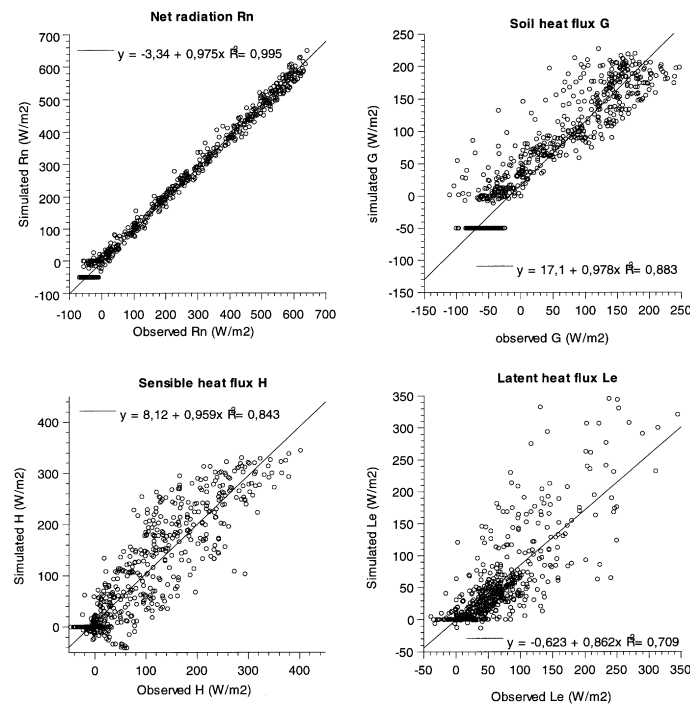 Net radiation Rn
700
600
500
400
300
200
100
0
-100
y = -3,34 + 0,975x R²= 0,995
Simulated Rn (W/m2)
-100 0 100 200 300 400 500 600 700
Observed Rn (W/m2)
Soil heat flux G
250
200
150
100
50
0
-50
-100
-150
simulated G (W/m2)
y = 17,1 + 0,978x R²= 0,883
-150 -100 -50 0 50 100 150 200 250
observed G (W/m2)
Sensible heat flux H
y = 8,12 + 0,959x R²= 0,843
400
300
200
100
0
Simulated H (W/m2)
0 100 200 300 400
Observed H (W/m2)
Latent heat flux Le
350
300
250
200
150
100
50
0
-50
Simulated Le (W/m2)
y = -0,623 + 0,862x R²= 0,709
-50 0 50 100 150 200 250 300 350
Observed Le (W/m2)